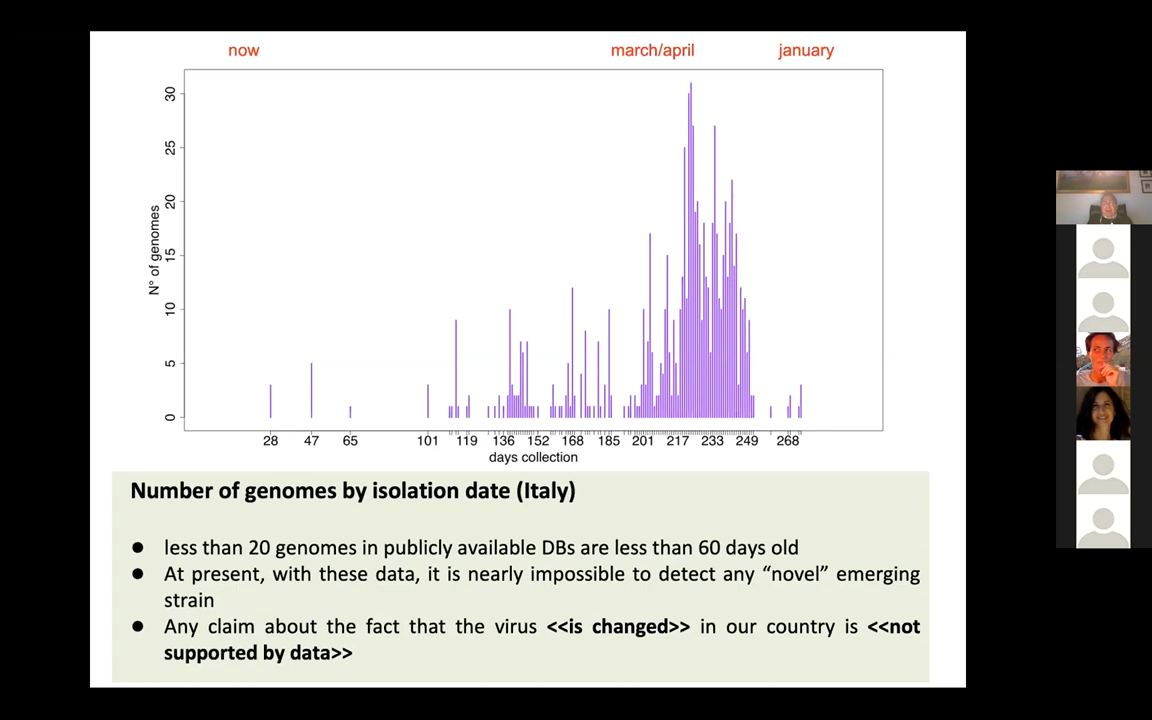 now march/april january
30
25
20
15
10
5
0
N° of genomes
28 47 65 101 119 136 152 168 185 201 217 233 249 268
days collection
Number of genomes by isolation date (Italy)
● less than 20 genomes in publicly available DBs are less than 60 days old
● At present, with these data, it is nearly impossible to detect any “novel” emerging
strain
● Any claim about the fact that the virus <<is changed>> in our country is <<not
supported by data>>